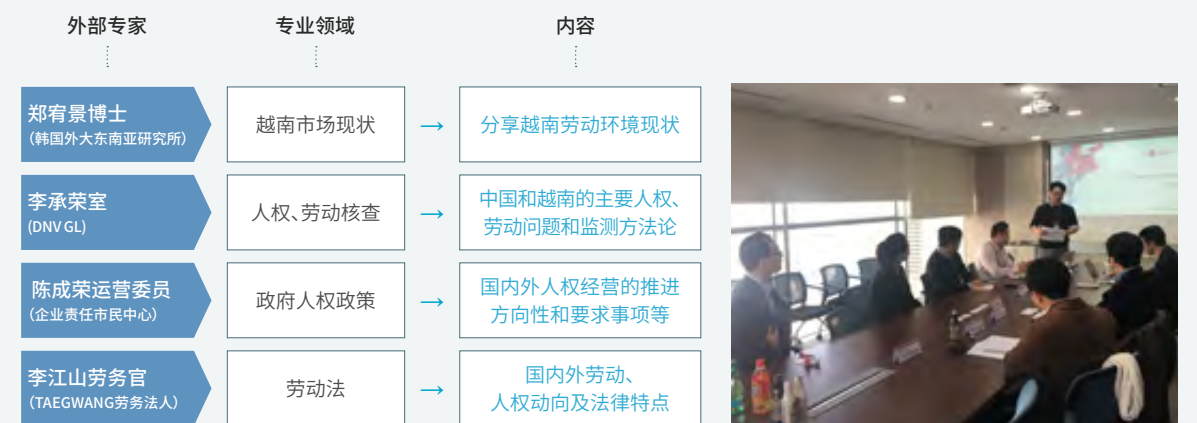 外部专家
专业领域
内容
郑宥景博士
（韩国外大东南亚研究所）
越南市场现状
→
分享越南劳动环境现状
李承荣室
(DNV GL)
人权、劳动核查
→
中国和越南的主要人权、
劳动问题和监测方法论
陈成荣运营委员
（企业责任市民中心）
政府人权政策
→
国内外人权经营的推进
方向性和要求事项等
李江山劳务官
（TAEGWANG劳务法人）
劳动法
→
国内外劳动、
人权动向及法律特点